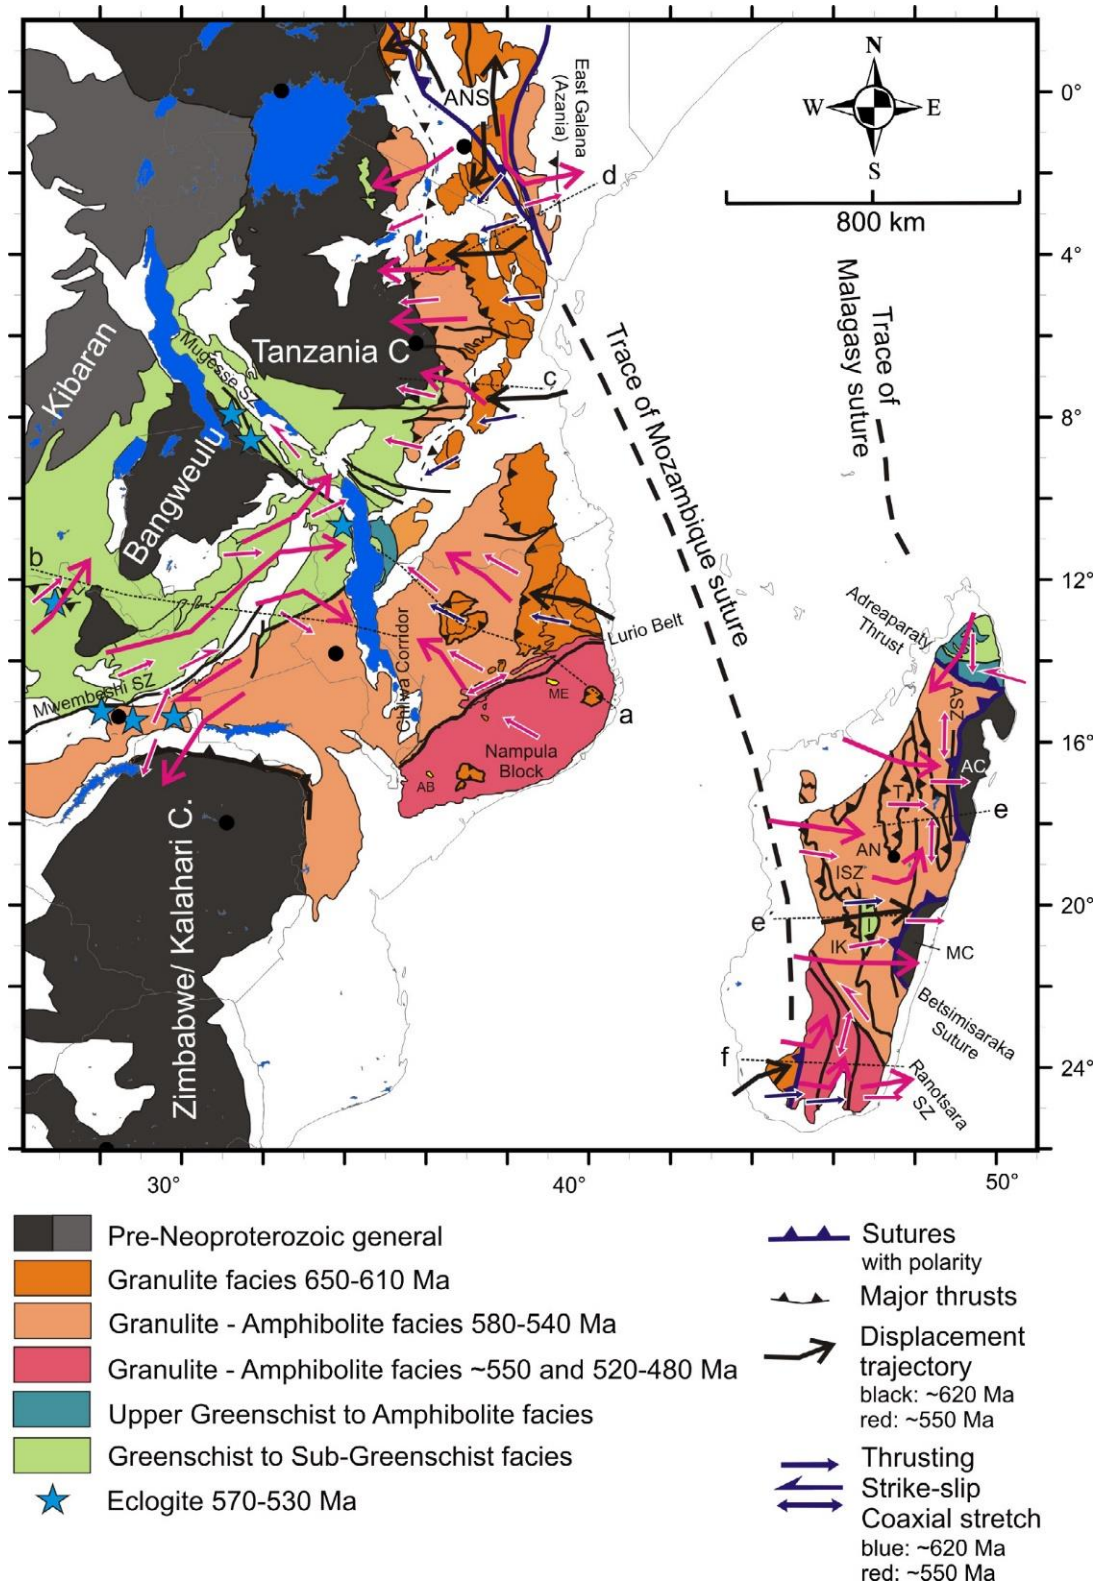 ANS
East Galana
(Azania)
N
W
E
S
800 km
0°
4°
8°
12°
16°
20°
24°
d
Trace of
Malagasy suture
Trace of Mozambique suture
Tanzania C
Kibaran
Mugesse SZ
Bangweulu
c
b
Mwembeshi SZ
Chilwa Corridor
Lurio Belt
ME
a
Nampula
Block
AB
Zimbabwe/ Kalahari C.
Adreaparaty
Thrust
ASZ
AC
T
e
AN
ISZ
e
I
IK
MC
Betsimisaraka
Suture
f
Ranotsara
SZ
30°
40°
50°
Pre-Neoproterozoic general
Granulite facies 650-610 Ma
Granulite - Amphibolite facies 580-540 Ma
Granulite - Amphibolite facies ~550 and 520-480 Ma
Upper Greenschist to Amphibolite facies
Greenschist to Sub-Greenschist facies
Eclogite 570-530 Ma
Sutures
with polarity
Major thrusts
Displacement
trajectory
black: ~620 Ma
red: ~550 Ma
Thrusting
Strike-slip
Coaxial stretch
blue: ~620 Ma
red: ~550 Ma